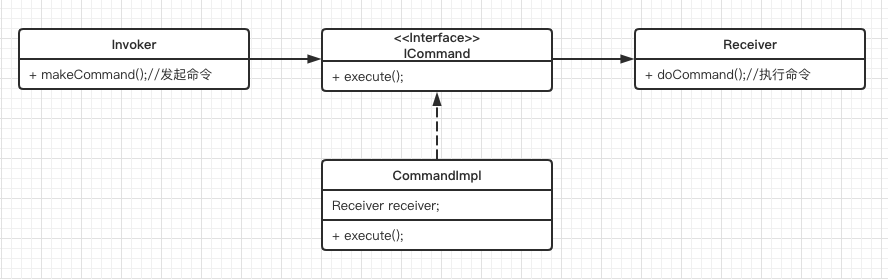 Invoker
+ makeCommand();//发起命令
<<Interface>>
ICommand
+ execute();
Receiver
+ doCommand();//执行命令
CommandImpl
Receiver receiver;
+ execute();